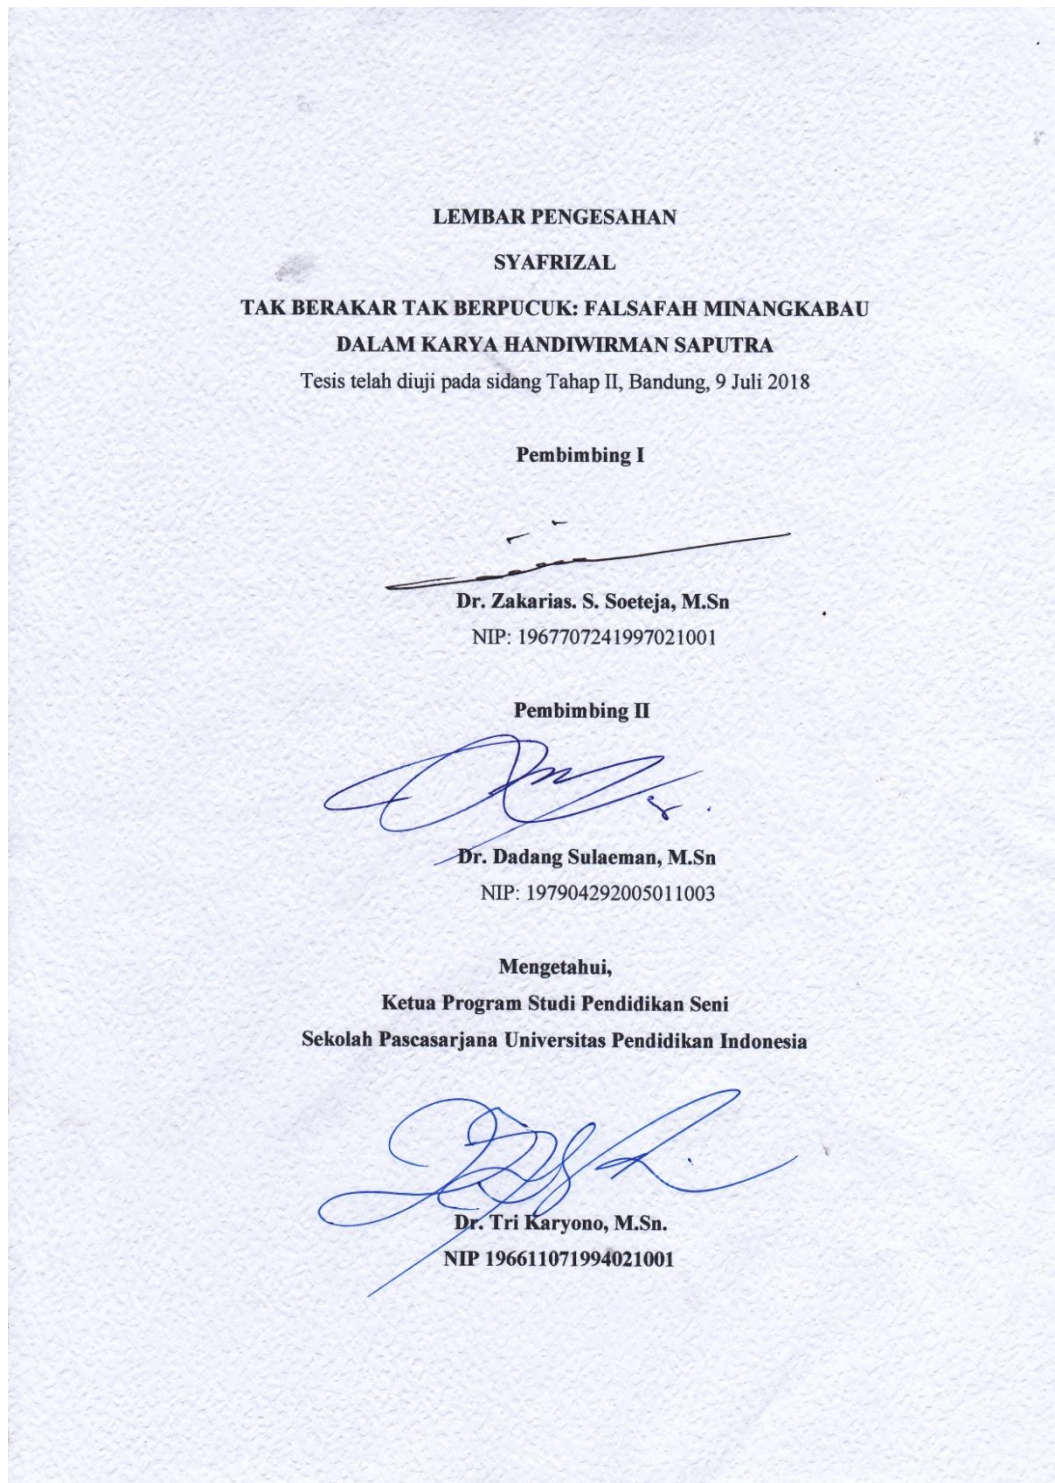 LEMBAR PENGESAHAN
SYAFRIZAL
TAK BERAKAR TAK BERPUCUK: FALSAFAH MINANGKABAU
DALAM KARYA HANDIWIRMAN SAPUTRA
Tesis telah diuji pada sidang Tahap II, Bandung, 9 Juli 2018
Pembimbing I
Dr. Zakarias. S. Soeteja, M.Sn
NIP: 1967707241997021001
Pembimbing II
Dr. Dadang Sulaeman, M.Sn
NIP: 197904292005011003
Mengetahui,
Ketua Program Studi Pendidikan Seni
Sekolah Pascasarjana Universitas Pendidikan Indonesia
Dr. Tri Karyono, M.Sn.
NIP 196611071994021001